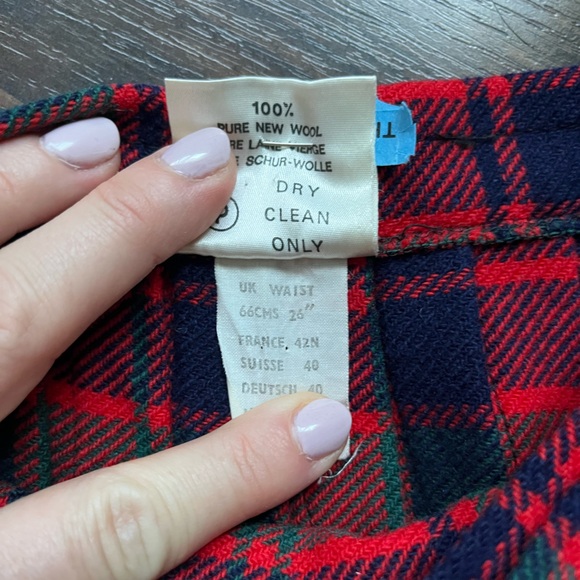 100%
PURE NEW WOOL
LAINE VIERGE
SCHUR-WOLLE
DRY
P CLEAN
ONLY
UK WAIST
66CMS 26"
FRANCE. 42N
SUISSE 40
DEUTSCH 40